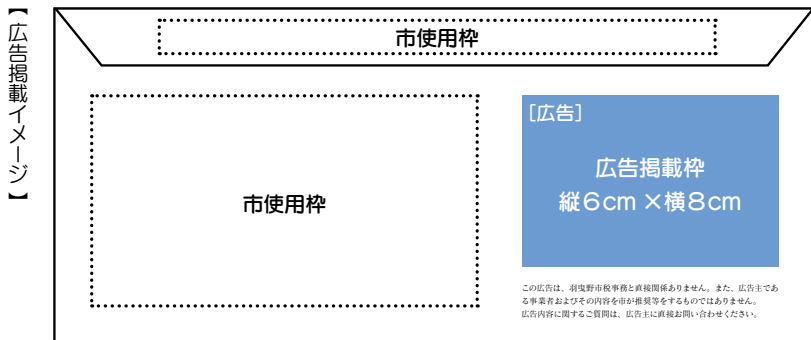 【広告掲載イメージ】
市使用枠
市使用枠
［広告］
広告掲載枠
縦6cm×横8cm
この広告は、羽曳野市税事務と直接関係ありません。また、広告主であ
る事業者およびその内容を市が推奨等をするものではありません。
広告内容に関するご質問は、広告主に直接お問い合わせください。